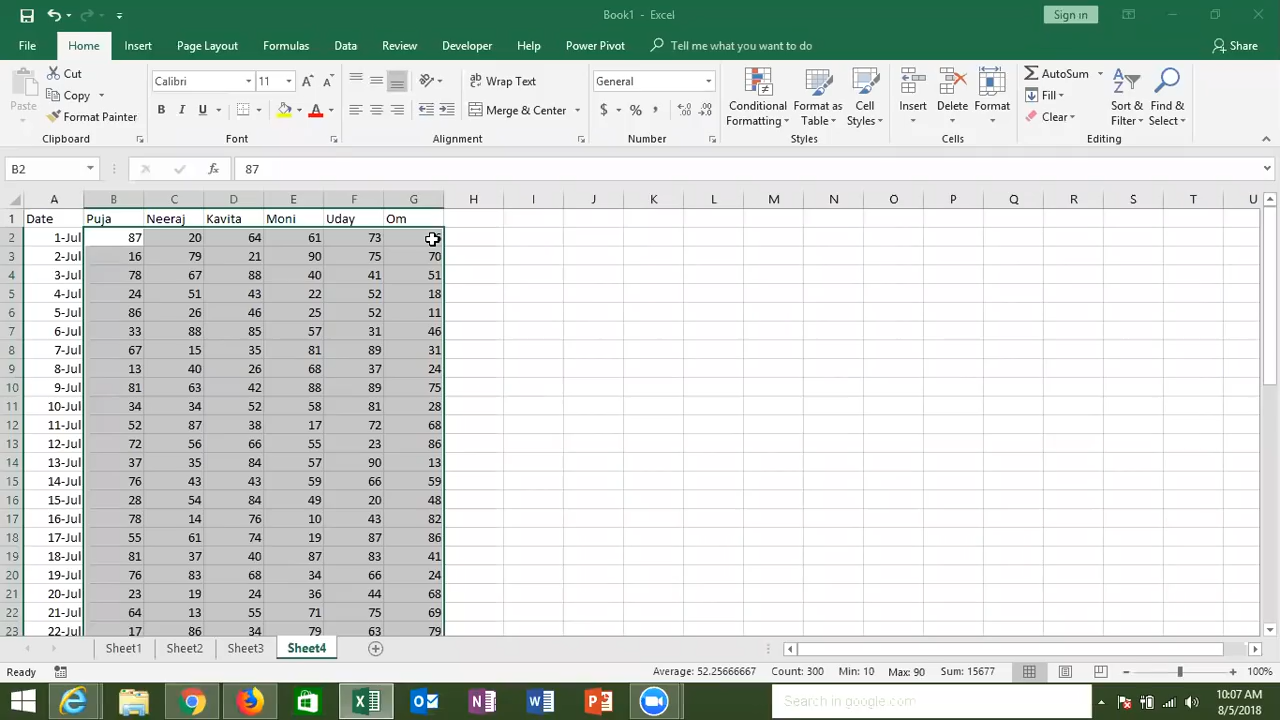 Book1 - Excel
Sign in
File Home Insert Page Layout Formulas Data Review Developer Help Power Pivot Tell me what you want to do Share
Paste Cut Copy Format Painter
Calibri 11
B I U
Wrap Text
Merge & Center
General
$ % ,
Conditional Formatting
Format as Table
Cell Styles
Insert Delete Format
AutoSum
Fill
Clear
Sort & Filter
Find & Select
Clipboard Font Alignment Number Styles Cells Editing
B2 fx 87
A B C D E F G H I J K L M N O P Q R S T U
1 Date Puja Neeraj Kavita Moni Uday Om
2 1-Jul 87 20 64 61 73
3 2-Jul 16 79 21 90 75 70
4 3-Jul 78 67 88 40 41 51
5 4-Jul 24 51 43 22 52 18
6 5-Jul 86 26 46 25 52 11
7 6-Jul 33 88 85 57 31 46
8 7-Jul 67 15 35 81 89 31
9 8-Jul 13 40 26 68 37 24
10 9-Jul 81 63 42 88 89 75
11 10-Jul 34 34 52 58 81 28
12 11-Jul 52 87 38 17 72 68
13 12-Jul 72 56 66 55 23 86
14 13-Jul 37 35 84 57 90 13
15 14-Jul 76 43 43 59 66 59
16 15-Jul 28 54 84 49 20 48
17 16-Jul 78 14 76 10 43 82
18 17-Jul 55 61 74 19 87 86
19 18-Jul 81 37 40 87 83 41
20 19-Jul 76 83 68 34 66 24
21 20-Jul 23 19 24 36 44 68
22 21-Jul 64 13 55 71 75 69
23 22-Jul 17 86 34 79 63 79
Sheet1 Sheet2 Sheet3 Sheet4
Ready Average: 52.25666667 Count: 300 Min: 10 Max: 90 Sum: 15677 100%
Search in google.com
10:07 AM
8/5/2018